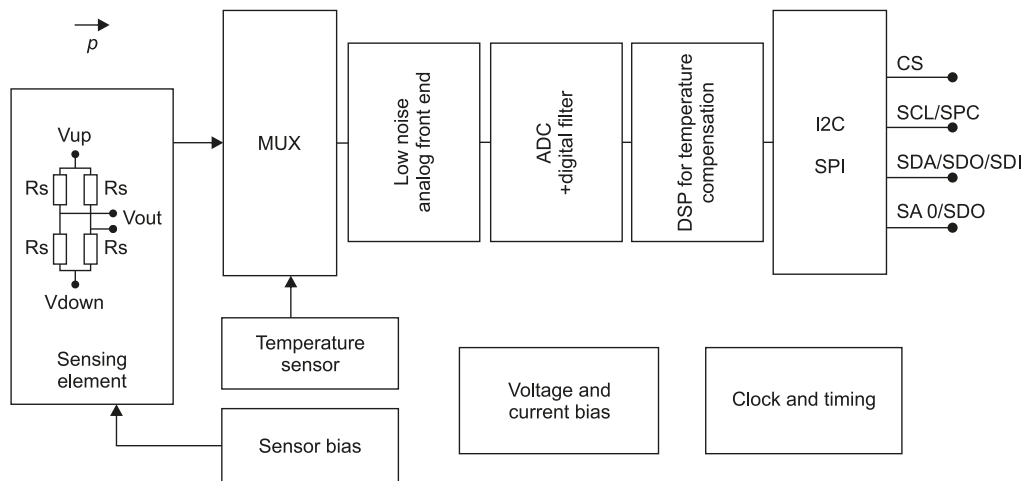 p
Vup
Rs
Rs
Vout
Rs
Rs
Vdown
Sensing
element
MUX
Low noise
analog front end
ADC
+digital filter
DSP for temperature
compensation
I2C
SPI
CS
SCL/SPC
SDA/SDO/SDI
SA 0/SDO
Temperature
sensor
Sensor bias
Voltage and
current bias
Clock and timing